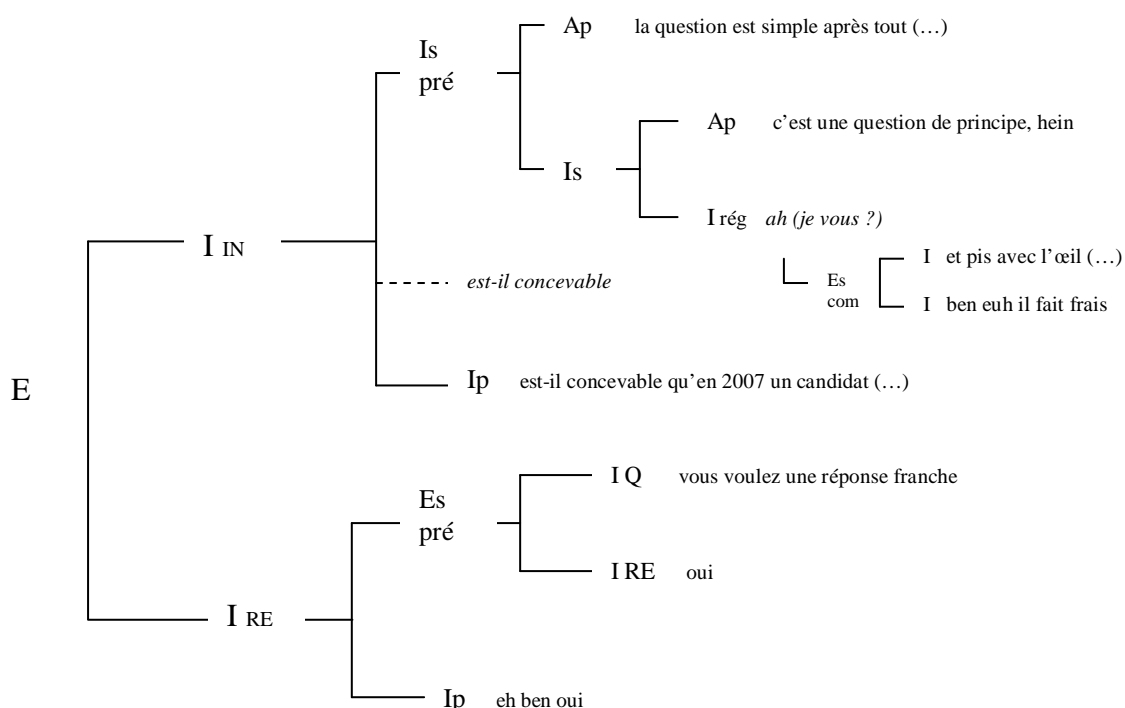 Ap la question est simple après tout (…)
Is
pré
Ap c’est une question de principe, hein
Is
I rég ah (je vous ?)
I IN
I et pis avec l’œil (…)
est-il concevable
Es
com
I ben euh il fait frais
Ip est-il concevable qu’en 2007 un candidat (…)
E
I Q vous voulez une réponse franche
Es
pré
I RE oui
I RE
Ip eh ben oui